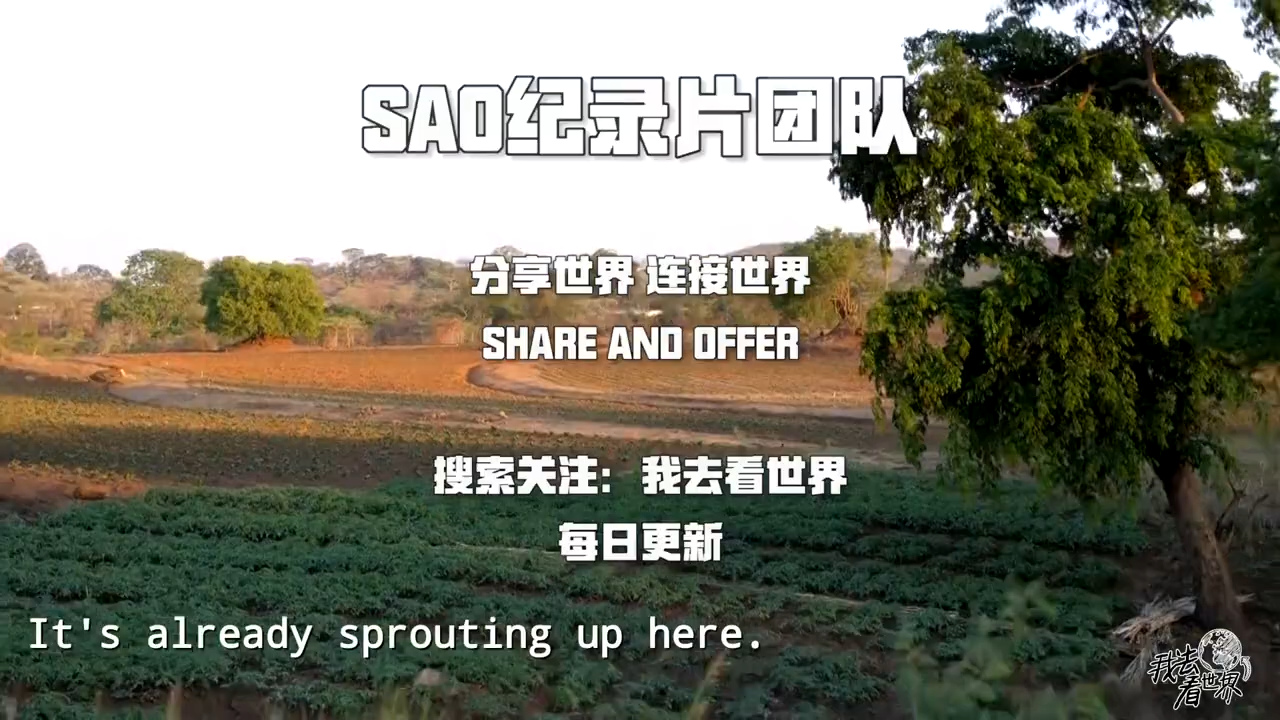 SAO纪录片团队
分享世界 连接世界
SHARE AND OFFER
搜索关注：我去看世界
每日更新
It's already sprouting up here.
我去
看世界